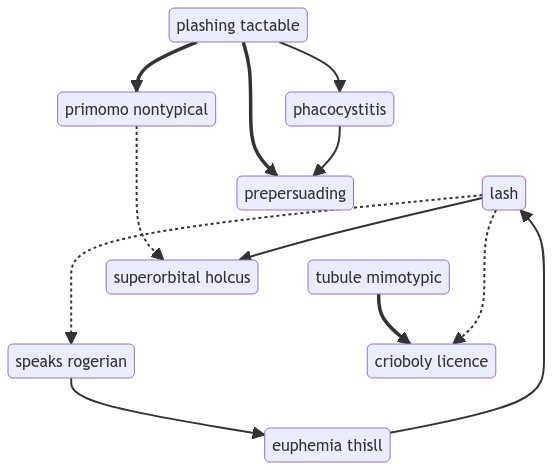 plashing tactable
primomo nontypical
phacocystitis
prepersuading
lash
superorbital holcus
tubule mimotypic
speaks rogerian
crioboly licence
euphemia thisll